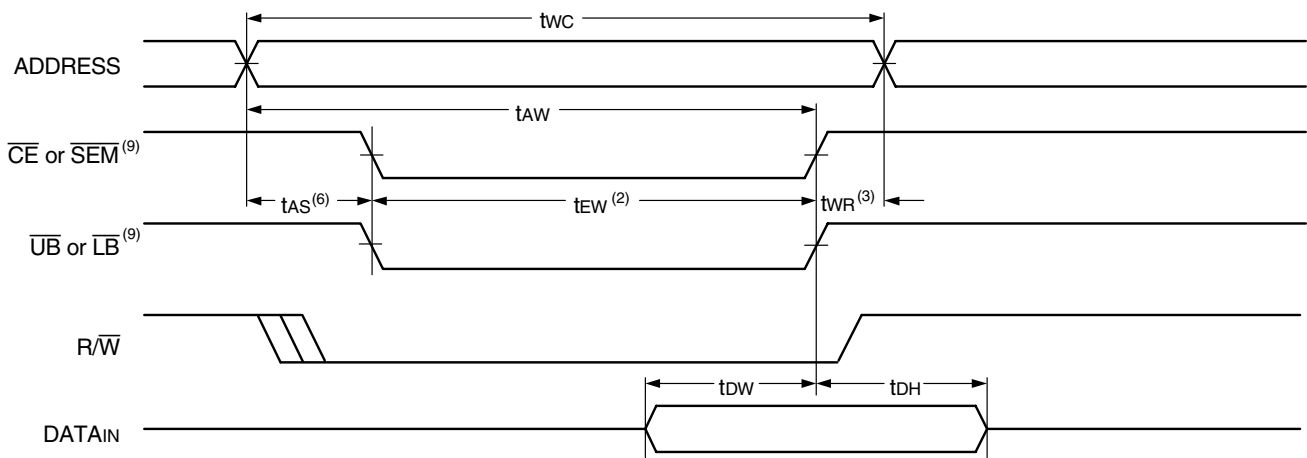 tWC
ADDRESS
tAW
CE or SEM(9)
tAS(6)
tEW(2)
tWR(3)
UB or LB(9)
R/W
tDW
tDH
DATAIN